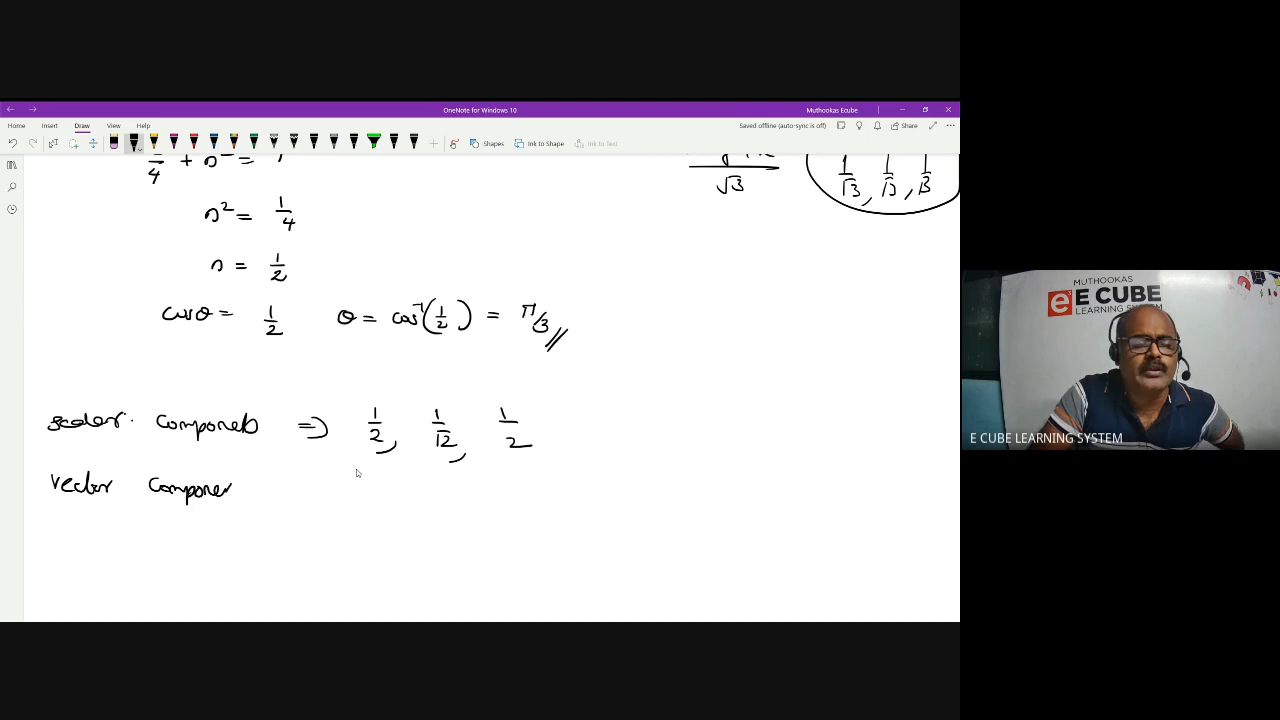 OneNote for Windows 10
Muthookas Ecube
Home Insert Draw View Help
Saved offline (auto-sync is off)
Share
Shapes
Ink to Shape
Ink to Text
4 + n² =
n² = 1/4
n = 1/2
cosθ = 1/2 θ = cos⁻¹(1/2) = π/3
√3
1/√3, 1/√3, 1/√3
scalar componets => 1/2, 1/√2, 1/2
vector componen
MUTHOOKAS
E CUBE
LEARNING SYSTEM
E CUBE LEARNING SYSTEM